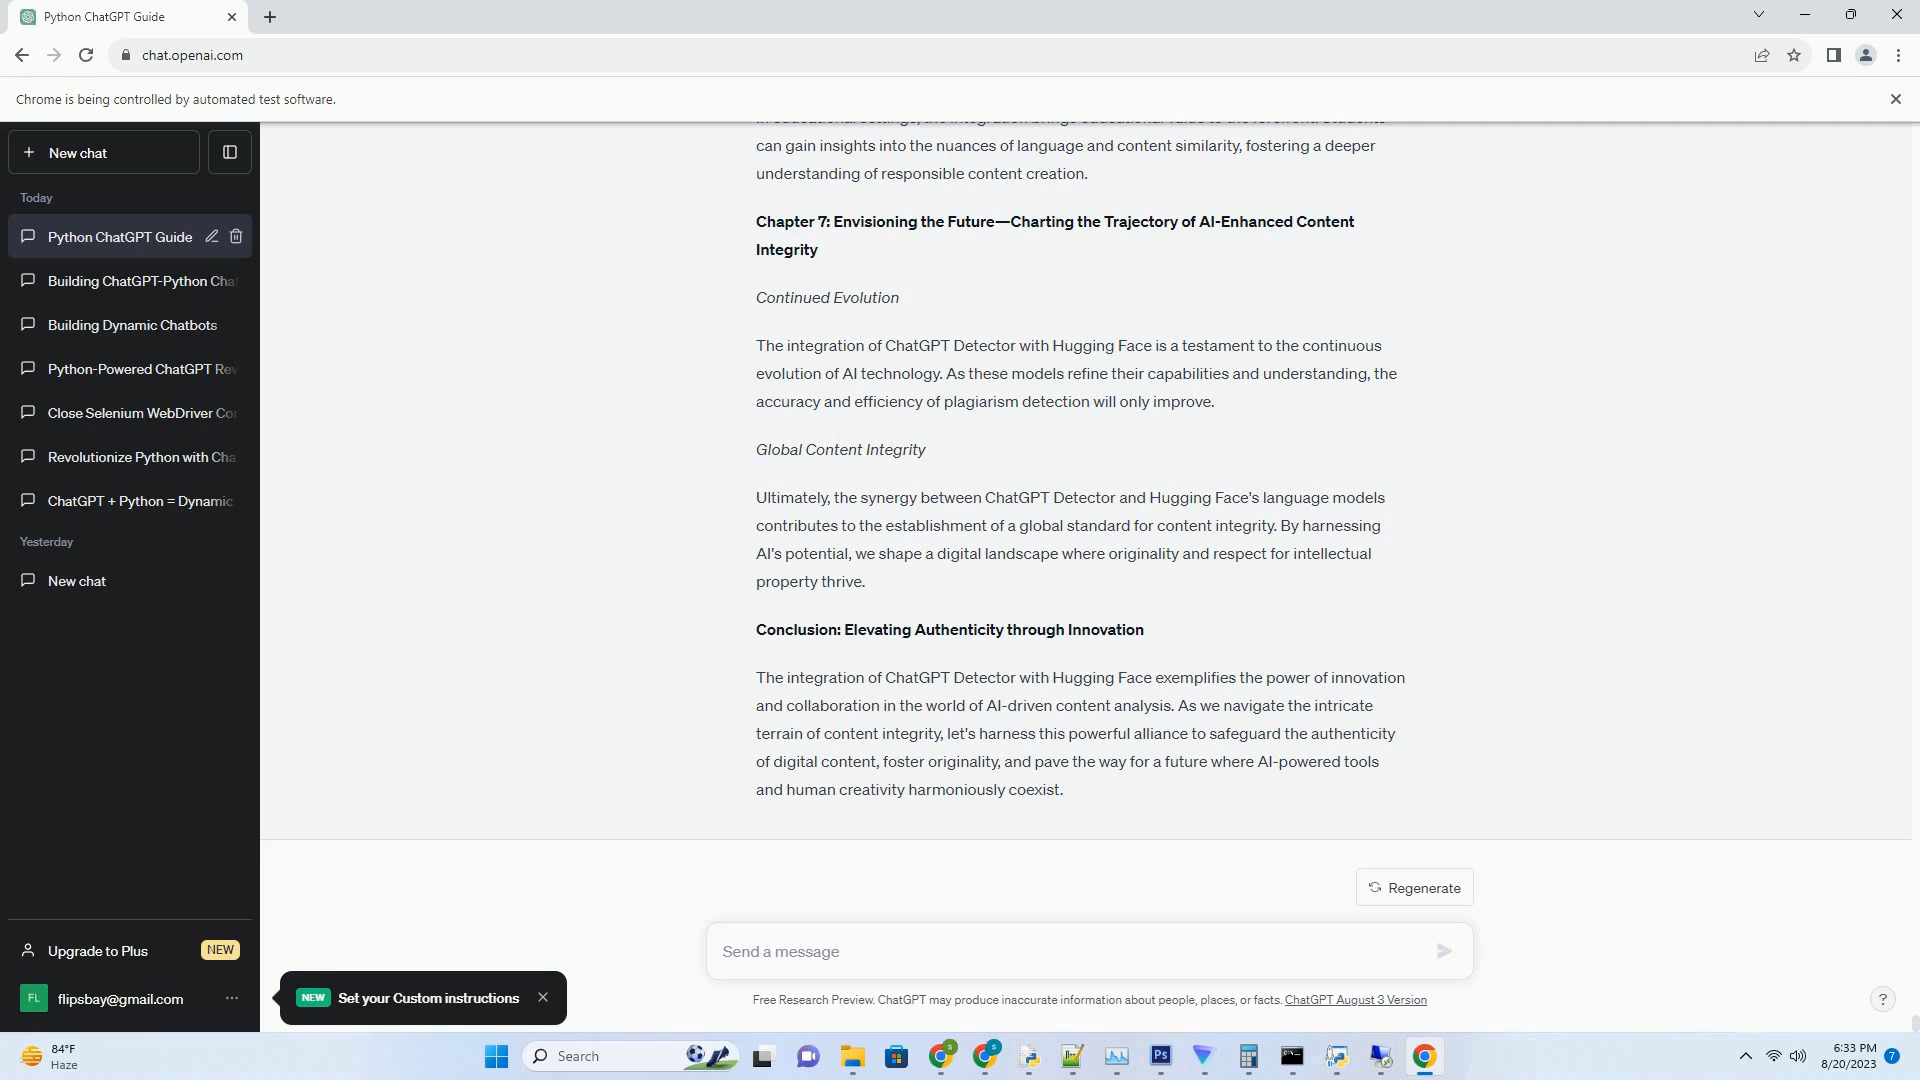 Python ChatGPT Guide
chat.openai.com
Chrome is being controlled by automated test software.
New chat
Today
Python ChatGPT Guide
Building ChatGPT-Python Cha
Building Dynamic Chatbots
Python-Powered ChatGPT Rev
Close Selenium WebDriver Co
Revolutionize Python with Cha
ChatGPT + Python = Dynamic
Yesterday
New chat
Upgrade to Plus NEW
FL flipsbay@gmail.com
can gain insights into the nuances of language and content similarity, fostering a deeper
understanding of responsible content creation.
Chapter 7: Envisioning the Future—Charting the Trajectory of AI-Enhanced Content
Integrity
Continued Evolution
The integration of ChatGPT Detector with Hugging Face is a testament to the continuous
evolution of AI technology. As these models refine their capabilities and understanding, the
accuracy and efficiency of plagiarism detection will only improve.
Global Content Integrity
Ultimately, the synergy between ChatGPT Detector and Hugging Face's language models
contributes to the establishment of a global standard for content integrity. By harnessing
AI's potential, we shape a digital landscape where originality and respect for intellectual
property thrive.
Conclusion: Elevating Authenticity through Innovation
The integration of ChatGPT Detector with Hugging Face exemplifies the power of innovation
and collaboration in the world of AI-driven content analysis. As we navigate the intricate
terrain of content integrity, let's harness this powerful alliance to safeguard the authenticity
of digital content, foster originality, and pave the way for a future where AI-powered tools
and human creativity harmoniously coexist.
Regenerate
Send a message
NEW Set your Custom instructions
Free Research Preview. ChatGPT may produce inaccurate information about people, places, or facts. ChatGPT August 3 Version
?
84°F
Haze
Search
Ps
6:33 PM
8/20/2023
7